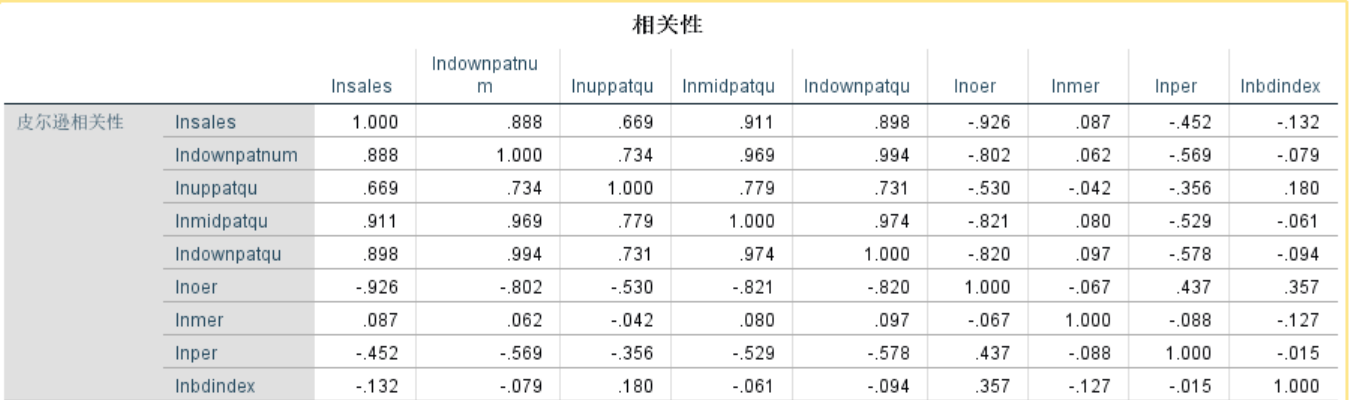 相关性
lnsales lndownpatnum lnuppatqu lnmidpatqu lndownpatqu lnoer lnmer lnper lnbdindex
皮尔逊相关性 lnsales 1.000 .888 .669 .911 .898 -.926 .087 -.452 -.132
lndownpatnum .888 1.000 .734 .969 .994 -.802 .062 -.569 -.079
lnuppatqu .669 .734 1.000 .779 .731 -.530 -.042 -.356 .180
lnmidpatqu .911 .969 .779 1.000 .974 -.821 .080 -.529 -.061
lndownpatqu .898 .994 .731 .974 1.000 -.820 .097 -.578 -.094
lnoer -.926 -.802 -.530 -.821 -.820 1.000 -.067 .437 .357
lnmer .087 .062 -.042 .080 .097 -.067 1.000 -.088 -.127
lnper -.452 -.569 -.356 -.529 -.578 .437 -.088 1.000 -.015
lnbdindex -.132 -.079 .180 -.061 -.094 .357 -.127 -.015 1.000